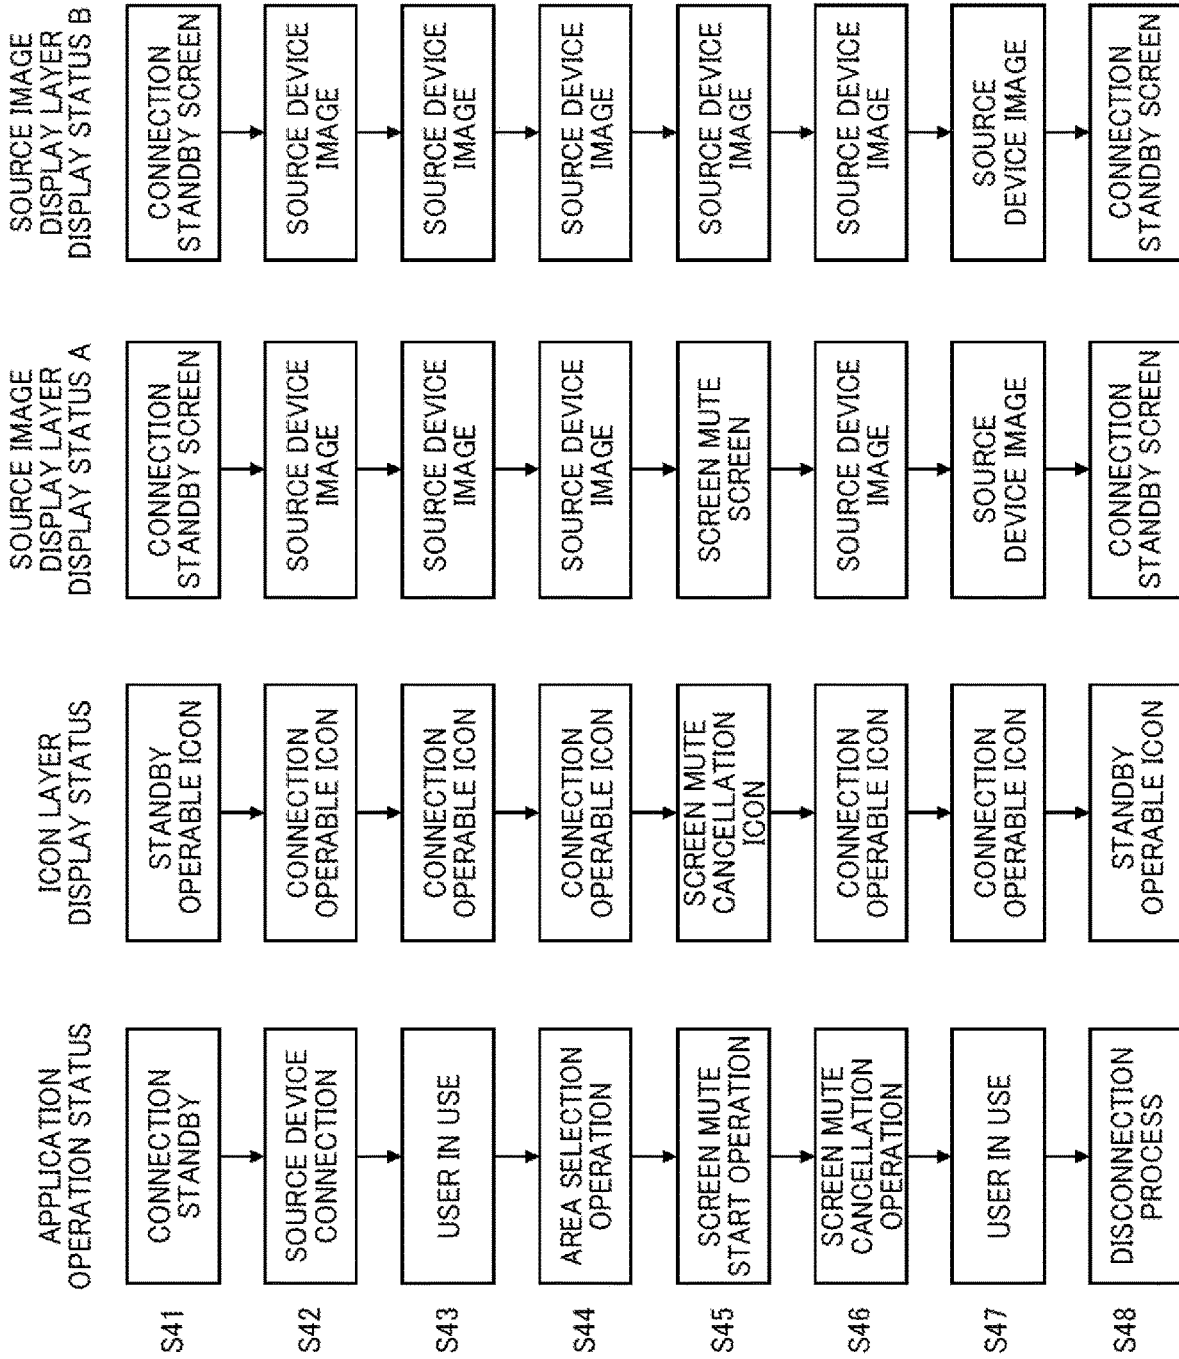 APPLICATION
OPERATION STATUS
ICON LAYER
DISPLAY STATUS
SOURCE IMAGE
DISPLAY LAYER
DISPLAY STATUS A
SOURCE IMAGE
DISPLAY LAYER
DISPLAY STATUS B
S41
CONNECTION
STANDBY
STANDBY
OPERABLE ICON
CONNECTION
STANDBY SCREEN
CONNECTION
STANDBY SCREEN
S42
SOURCE DEVICE
CONNECTION
CONNECTION
OPERABLE ICON
SOURCE DEVICE
IMAGE
SOURCE DEVICE
IMAGE
S43
USER IN USE
CONNECTION
OPERABLE ICON
SOURCE DEVICE
IMAGE
SOURCE DEVICE
IMAGE
S44
AREA SELECTION
OPERATION
CONNECTION
OPERABLE ICON
SOURCE DEVICE
IMAGE
SOURCE DEVICE
IMAGE
S45
SCREEN MUTE
START OPERATION
SCREEN MUTE
CANCELLATION
ICON
SCREEN MUTE
SCREEN
SOURCE DEVICE
IMAGE
S46
SCREEN MUTE
CANCELLATION
OPERATION
CONNECTION
OPERABLE ICON
SOURCE DEVICE
IMAGE
SOURCE DEVICE
IMAGE
S47
USER IN USE
CONNECTION
OPERABLE ICON
SOURCE
DEVICE IMAGE
SOURCE
DEVICE IMAGE
S48
DISCONNECTION
PROCESS
STANDBY
OPERABLE ICON
CONNECTION
STANDBY SCREEN
CONNECTION
STANDBY SCREEN